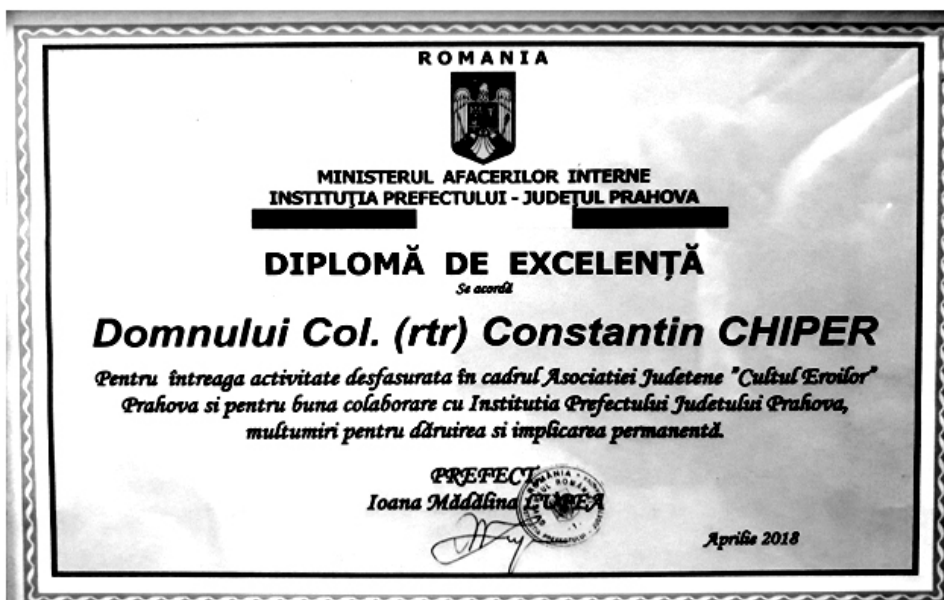 ROMANIA
MINISTERUL AFACERILOR INTERNE
INSTITUŢIA PREFECTULUI - JUDEŢUL PRAHOVA
DIPLOMĂ DE EXCELENŢĂ
Se acordă
Domnului Col. (rtr) Constantin CHIPER
Pentru întreaga activitate desfasurata în cadrul Asociatiei Judetene "Cultul Eroilor"
Prahova si pentru buna colaborare cu Institutia Prefectului Judetului Prahova,
multumiri pentru dăruirea si implicarea permanentă.
PREFECT
Ioana Mădălina
ROMÂNIA
Aprilie 2018